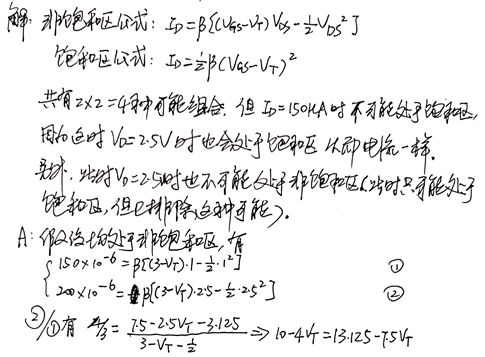 解: 非饱和区公式: I_D=β[(V_GS-V_T)V_DS-½V_DS²]
饱和区公式: I_D=½β(V_GS-V_T)²
共有2×2=4种可能组合, 但I_D=150μA时不可能处于饱和区,
因为这时V_D=2.5V时也会处于饱和区 从而电流一样.
另外, 当V_D=2.5时也不可能处于非饱和区(此时只可能处于
饱和区, 但已排除这种可能).
A: 假设均处于非饱和区, 有
150×10⁻⁶=β[(3-V_T)·1-½·1²] ①
200×10⁻⁶=β[(3-V_T)·2.5-½·2.5²] ②
②/①有 4/3=(7.5-2.5V_T-3.125)/(3-V_T-½) ⇒ 10-4V_T=13.125-7.5V_T